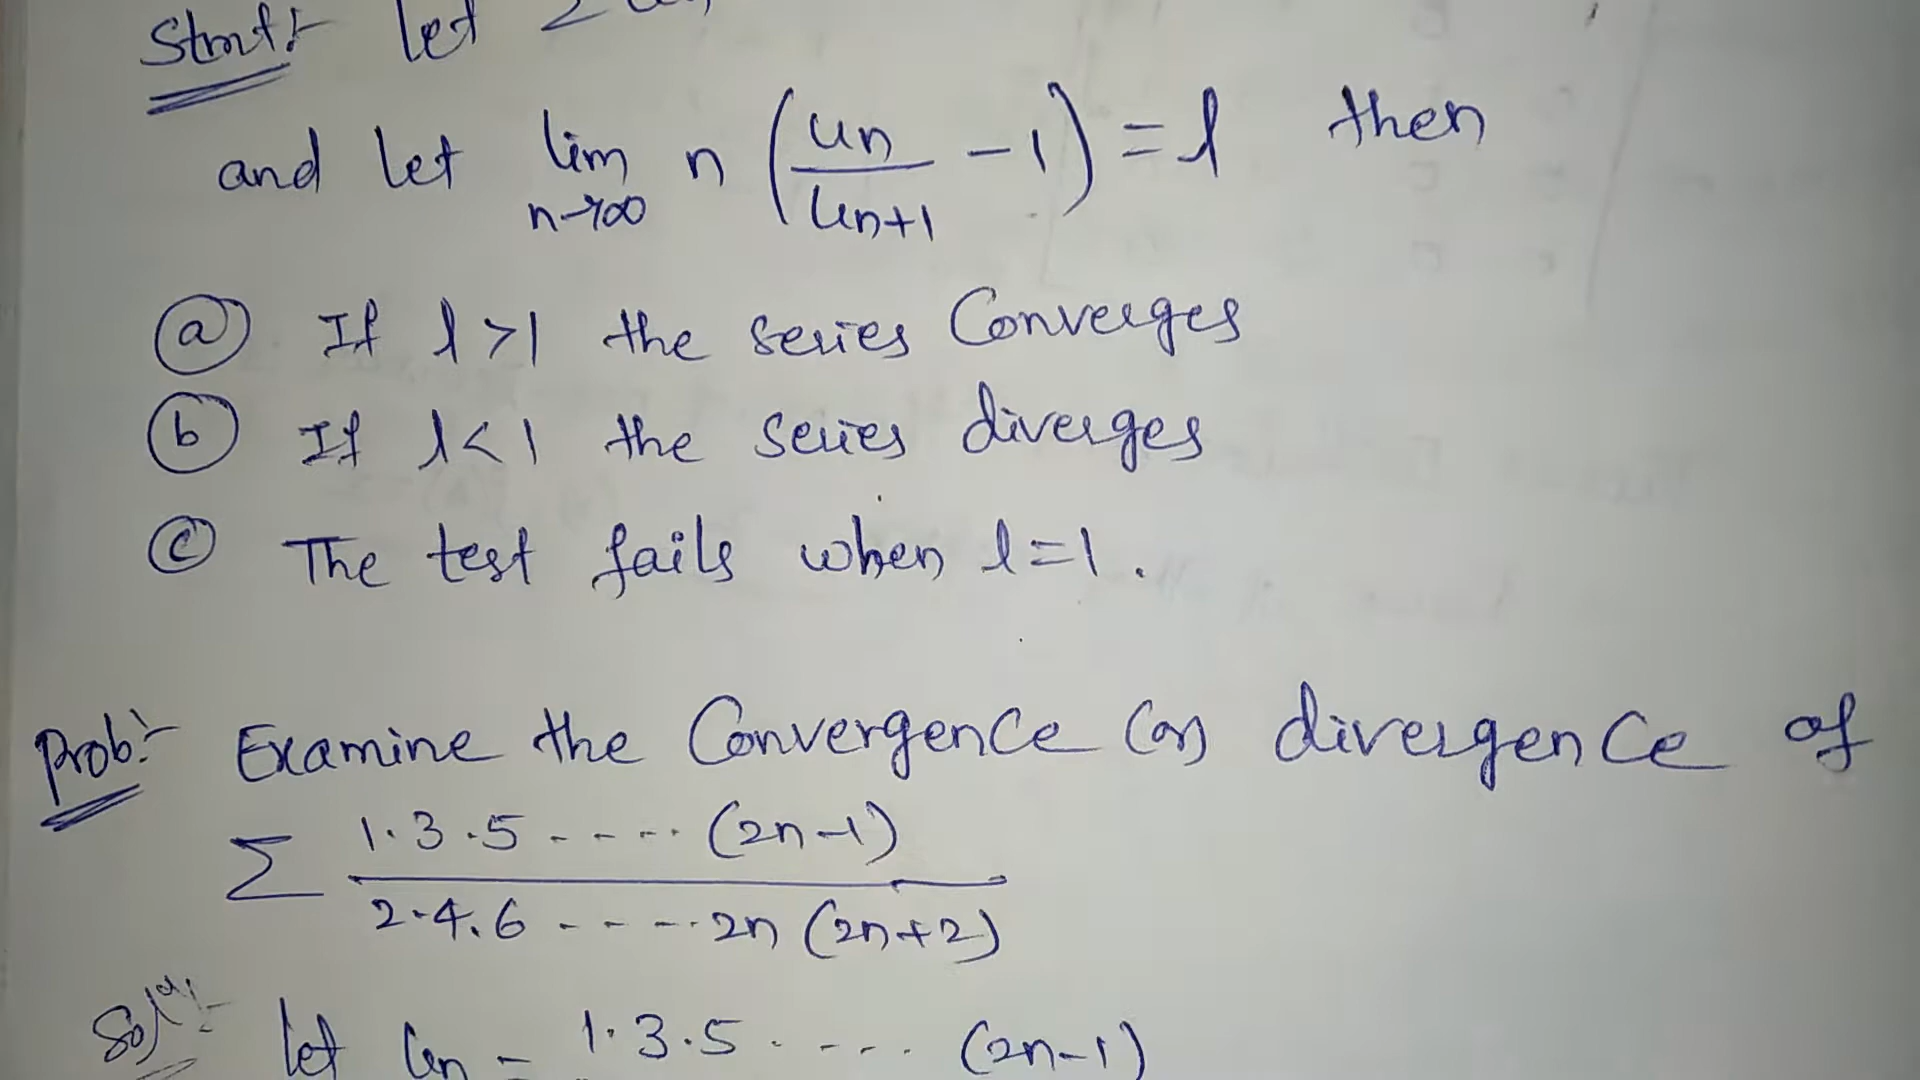 Stmt:- let Σ
and let lim n→∞ n (un/un+1 - 1) = l then
(a) If l>1 the series Converges
(b) If l<1 the series diverges
(c) The test fails when l=1.
Prob:- Examine the Convergence (or) divergence of
Σ 1.3.5 ----- (2n-1)
2.4.6 ----- 2n (2n+2)
Sol:- let un = 1.3.5 ---- (2n-1)